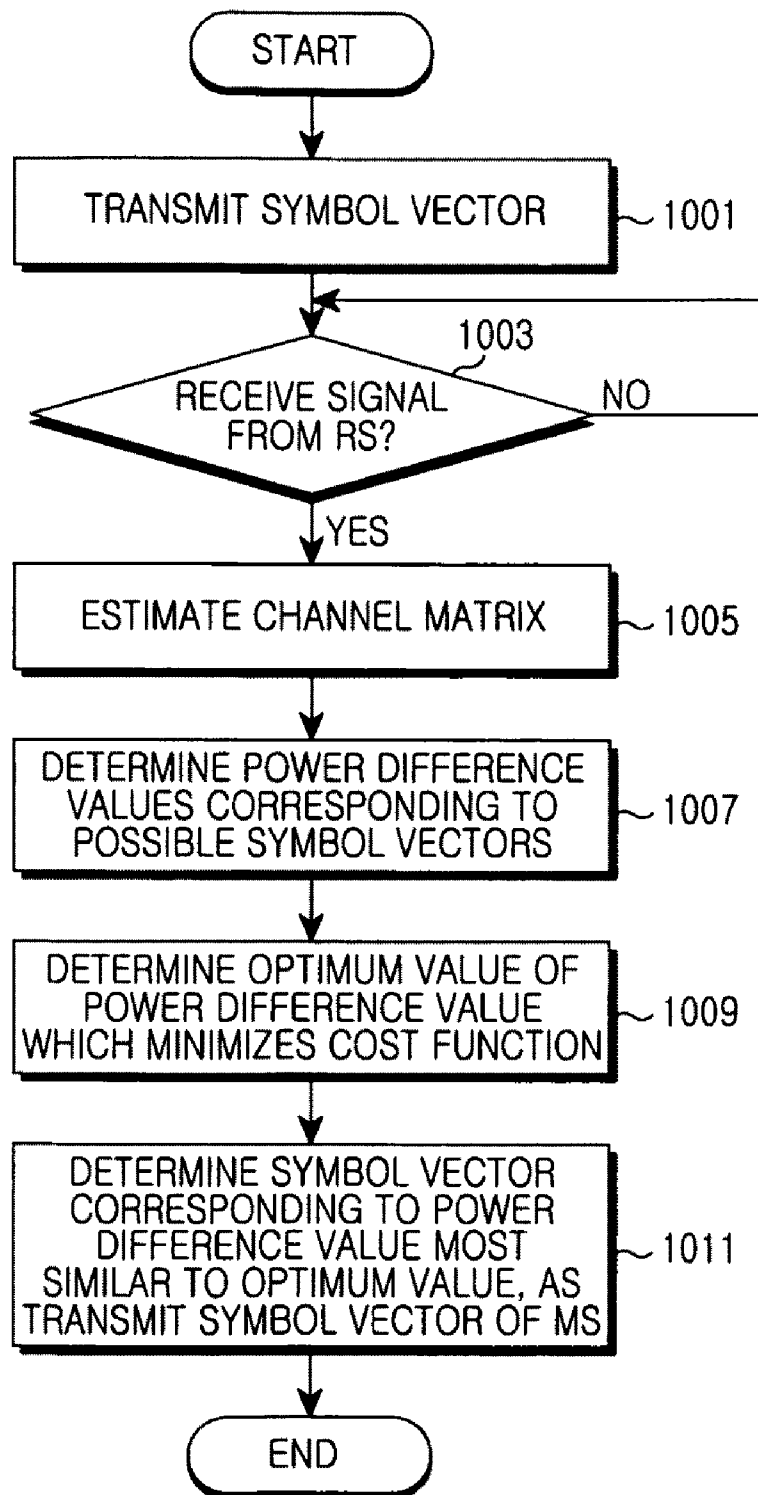 START
TRANSMIT SYMBOL VECTOR
1001
1003
RECEIVE SIGNAL
FROM RS?
NO
YES
ESTIMATE CHANNEL MATRIX
1005
DETERMINE POWER DIFFERENCE
VALUES CORRESPONDING TO
POSSIBLE SYMBOL VECTORS
1007
DETERMINE OPTIMUM VALUE OF
POWER DIFFERENCE VALUE
WHICH MINIMIZES COST FUNCTION
1009
DETERMINE SYMBOL VECTOR
CORRESPONDING TO POWER
DIFFERENCE VALUE MOST
SIMILAR TO OPTIMUM VALUE, AS
TRANSMIT SYMBOL VECTOR OF MS
1011
END